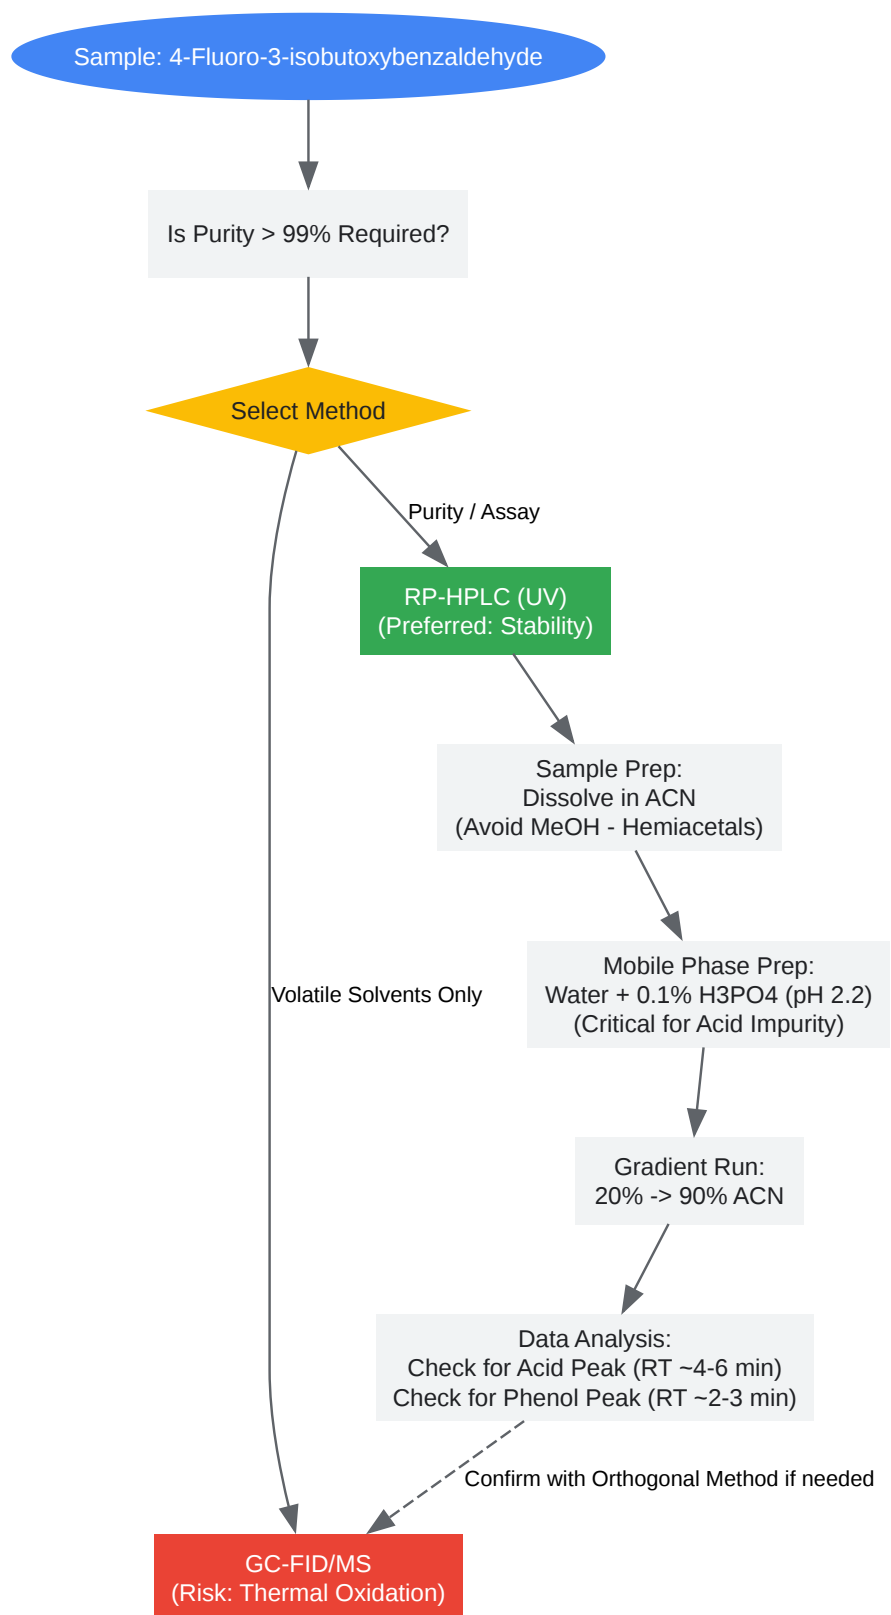 Sample: 4-Fluoro-3-isobutoxybenzaldehyde
Is Purity > 99% Required?
Select Method
Purity / Assay
RP-HPLC (UV)
(Preferred: Stability)
Sample Prep:
Dissolve in ACN
(Avoid MeOH - Hemiacetals)
Volatile Solvents Only
Mobile Phase Prep:
Water + 0.1% H3PO4 (pH 2.2)
(Critical for Acid Impurity)
Gradient Run:
20% -> 90% ACN
Data Analysis:
Check for Acid Peak (RT ~4-6 min)
Check for Phenol Peak (RT ~2-3 min)
Confirm with Orthogonal Method if needed
GC-FID/MS
(Risk: Thermal Oxidation)